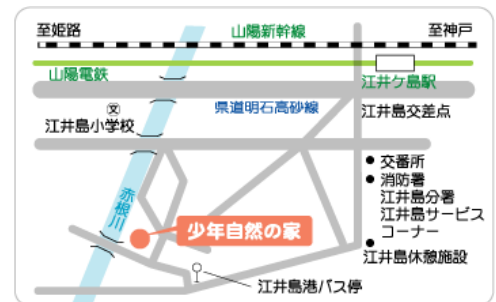 至姫路
山陽新幹線
至神戸
山陽電鉄
江井ケ島駅
文
県道明石高砂線
江井島交差点
江井島小学校
交番所
消防署
江井島分署
江井島サービス
コーナー
赤根川
少年自然の家
江井島休憩施設
江井島港バス停